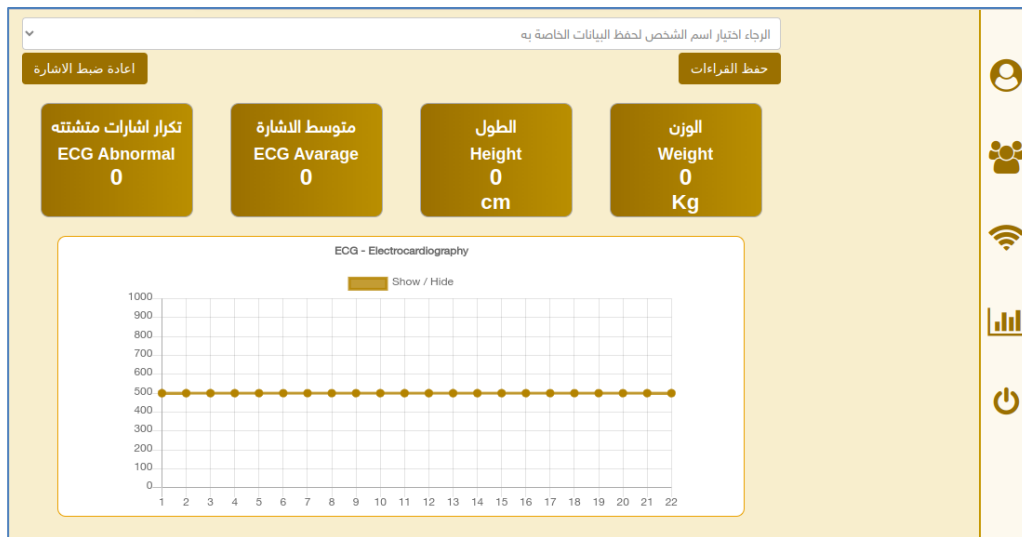 الرجاء اختيار اسم الشخص لحفظ البيانات الخاصة به
حفظ القراءات
اعادة ضبط الاشارة
الوزن
Weight
0
Kg
الطول
Height
0
cm
متوسط الاشارة
ECG Avarage
0
تكرار اشارات متشتته
ECG Abnormal
0
ECG - Electrocardiography
Show / Hide
1000
900
800
700
600
500
400
300
200
100
0
1 2 3 4 5 6 7 8 9 10 11 12 13 14 15 16 17 18 19 20 21 22